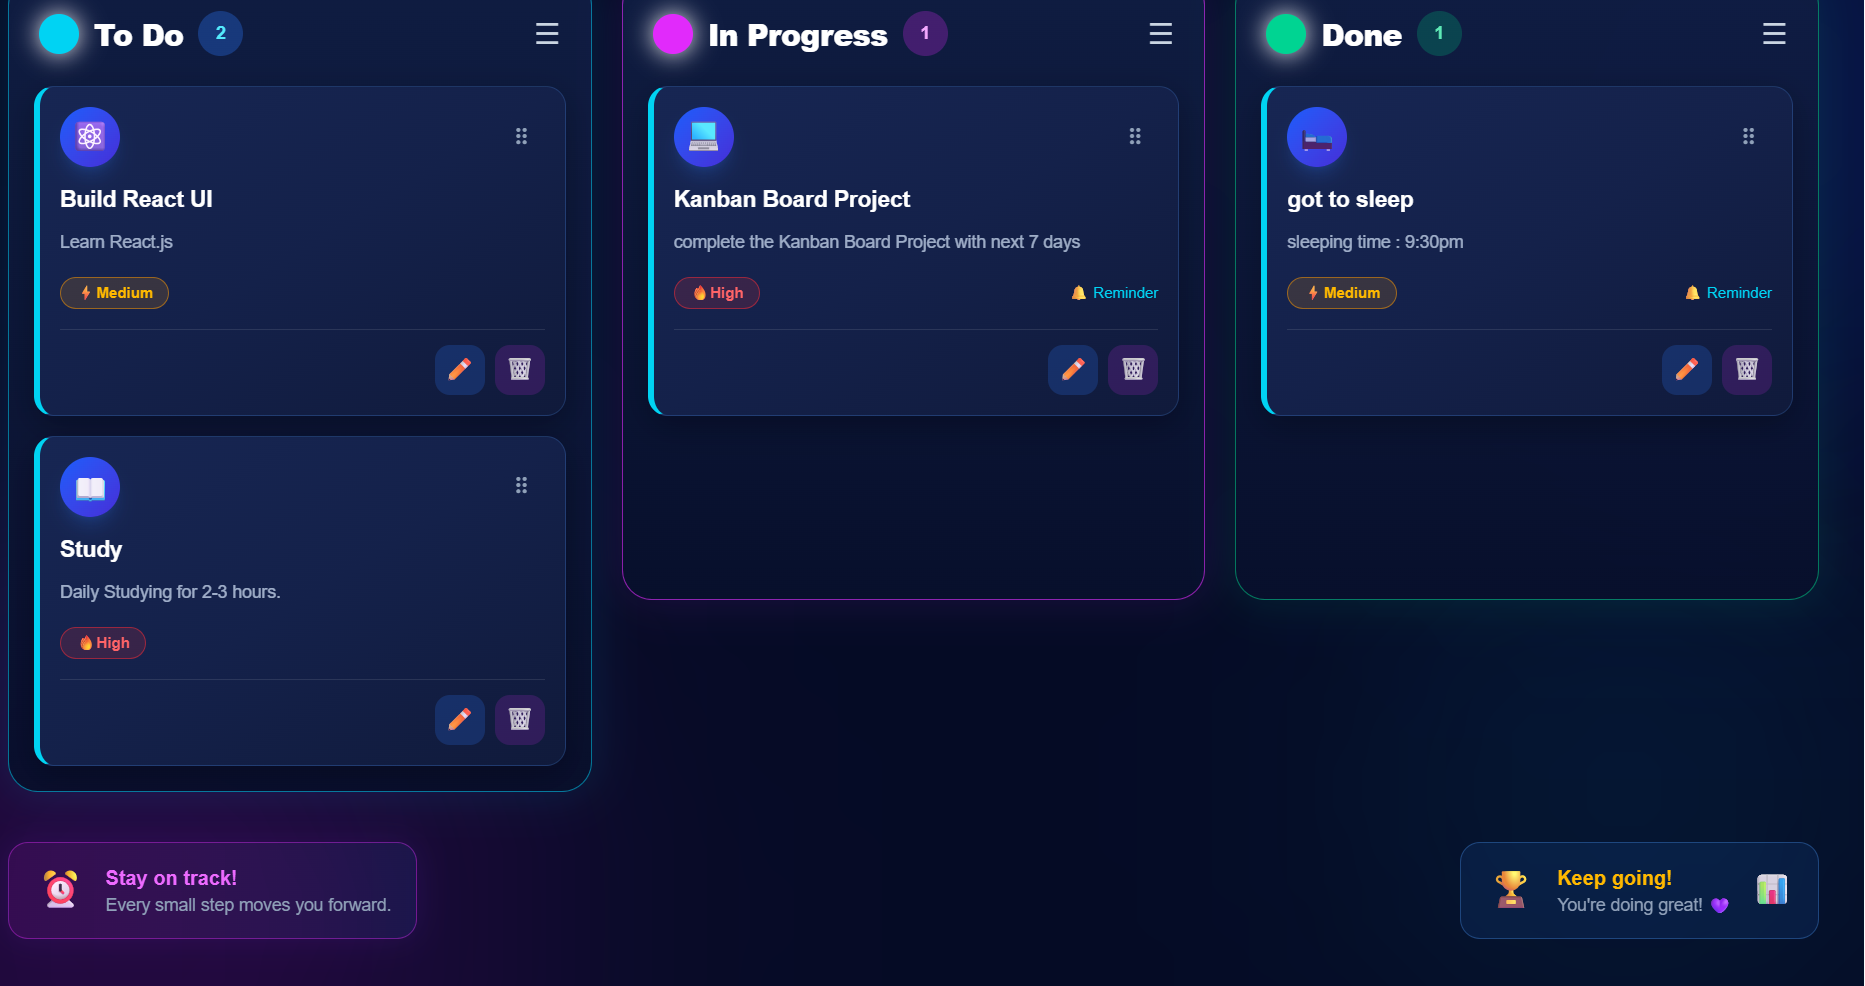 To Do 2
Build React UI
Learn React.js
Medium
Study
Daily Studying for 2-3 hours.
High
In Progress 1
Kanban Board Project
complete the Kanban Board Project with next 7 days
High Reminder
Done 1
got to sleep
sleeping time : 9:30pm
Medium Reminder
Stay on track!
Every small step moves you forward.
Keep going!
You're doing great!